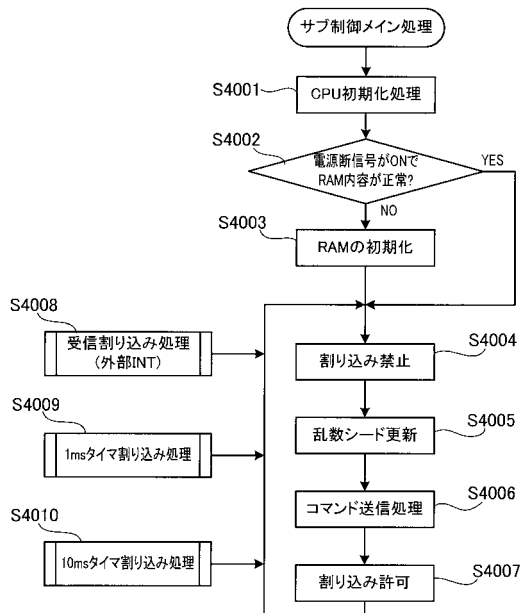 サブ制御メイン処理
S4001
CPU初期化処理
S4002
電源断信号がONで
RAM内容が正常?
YES
NO
S4003
RAMの初期化
S4008
受信割り込み処理
(外部INT)
S4004
割り込み禁止
S4009
1msタイマ割り込み処理
S4005
乱数シード更新
S4006
コマンド送信処理
S4010
10msタイマ割り込み処理
S4007
割り込み許可